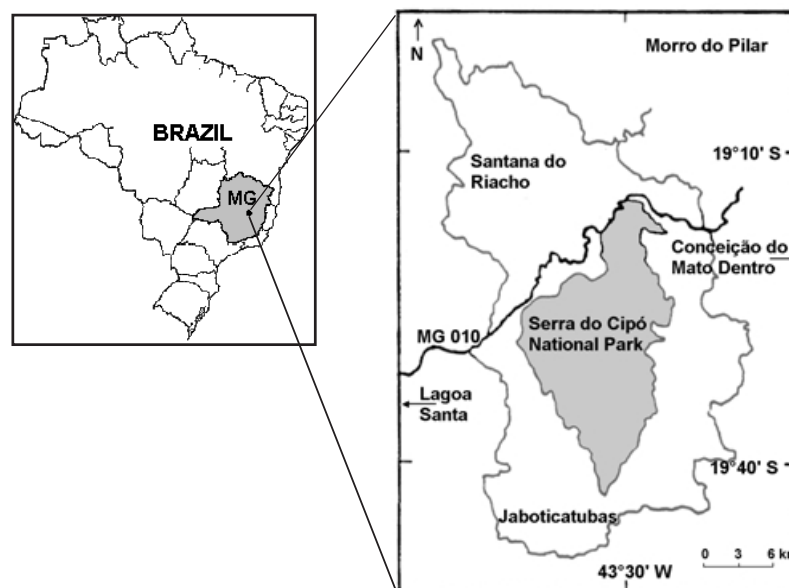 BRAZIL
MG
N
Morro do Pilar
19°10' S
Santana do
Riacho
Conceição do
Mato Dentro
Serra do Cipó
National Park
MG 010
Lagoa
Santa
19°40' S
Jaboticatubas
0 3 6 km
43°30' W